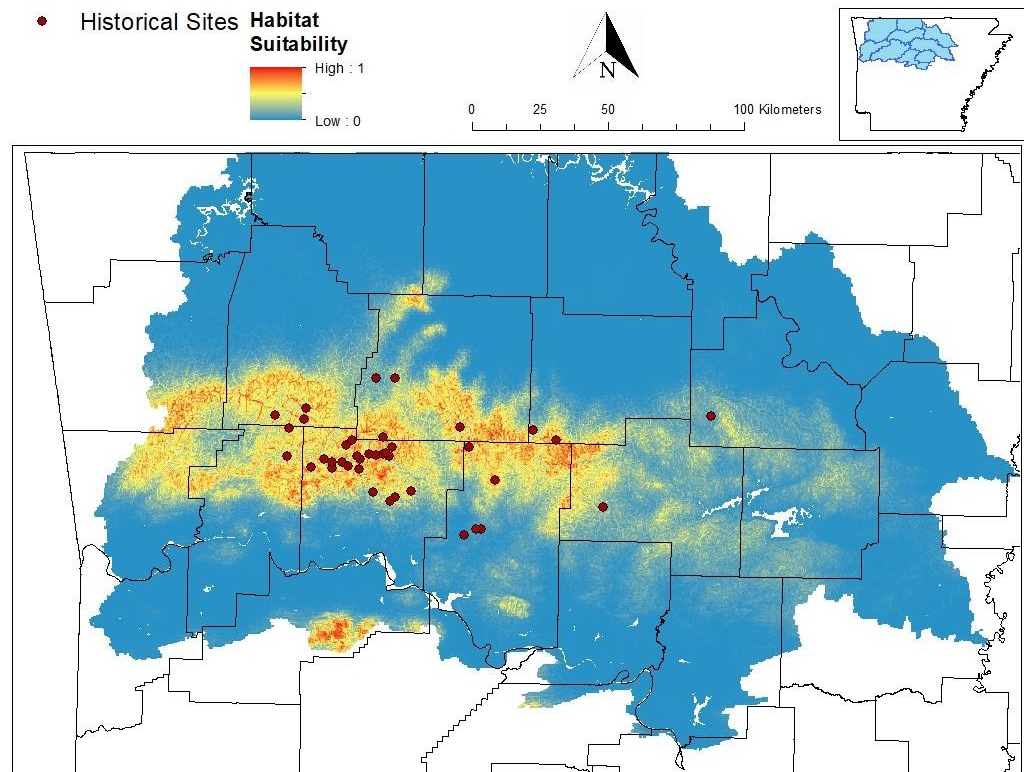 Historical Sites
Habitat
Suitability
High : 1
Low : 0
N
0 25 50 100 Kilometers